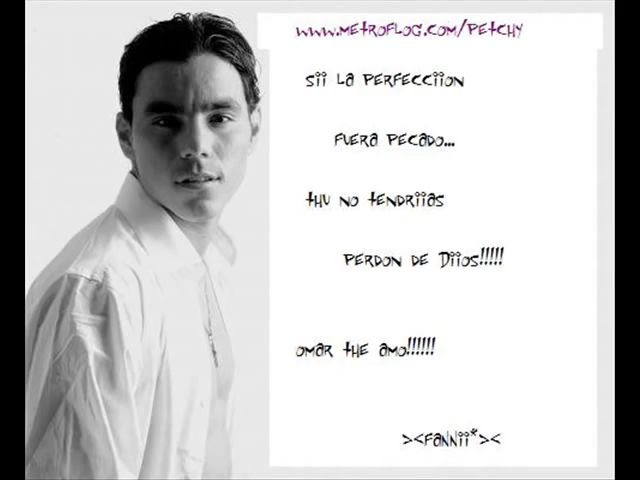 www.metroflog.com/petchy
sii la perfecciion
fuera pecado...
thu no tendriias
perdon de Diios!!!!!
omar the amo!!!!!!
><fannii*><